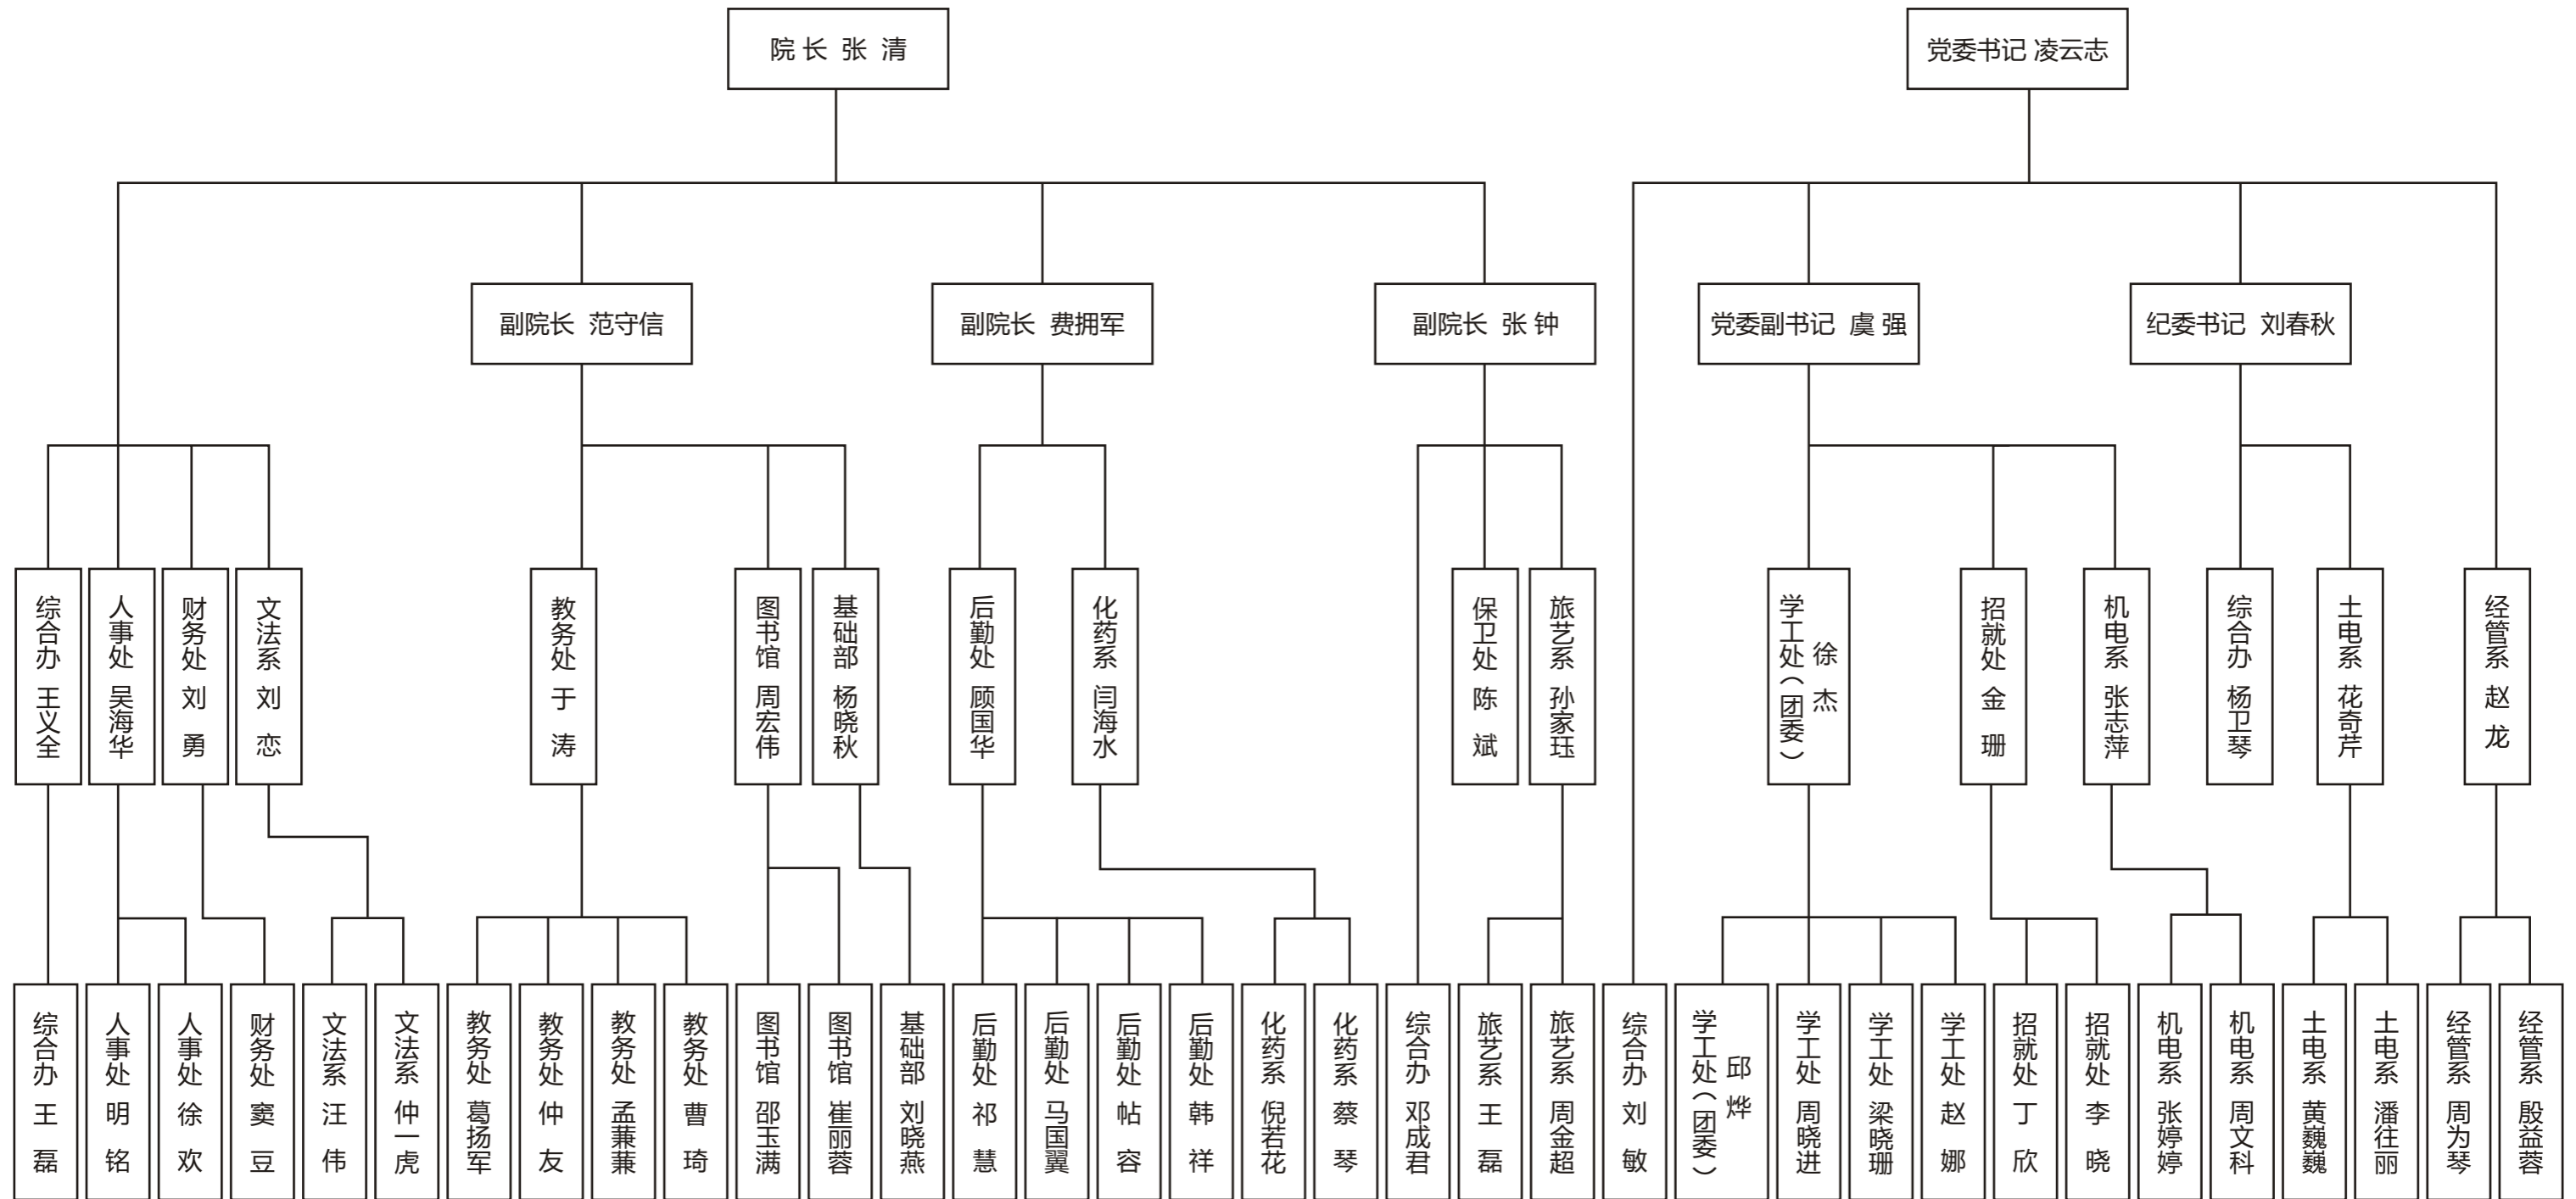 院 长 张 清
党委书记 凌云志
副院长 范守信
副院长 费拥军
副院长 张 钟
党委副书记 虞 强
纪委书记 刘春秋
综合办 王义全
人事处 吴海华
财务处 刘 勇
文法系 刘 恋
教务处 于 涛
图书馆 周宏伟
基础部 杨晓秋
后勤处 顾国华
化药系 闫海水
保卫处 陈 斌
旅艺系 孙家珏
学工处（团委）
徐 杰
招就处 金 珊
机电系 张志萍
综合办 杨卫琴
土电系 花奇芹
经管系 赵 龙
综合办 王 磊
人事处 明 铭
人事处 徐 欢
财务处 窦 豆
文法系 汪 伟
文法系 仲一虎
教务处 葛扬军
教务处 仲 友
教务处 孟蒹蒹
教务处 曹 琦
图书馆 邵玉满
图书馆 崔丽蓉
基础部 刘晓燕
后勤处 祁 慧
后勤处 马国翼
后勤处 帖 容
后勤处 韩 祥
化药系 倪若花
化药系 蔡 琴
综合办 邓成君
旅艺系 王 磊
旅艺系 周金超
综合办 刘 敏
学工处（团委）
邱 烨
学工处 周晓进
学工处 梁晓珊
学工处 赵 娜
招就处 丁 欣
招就处 李 晓
机电系 张婷婷
机电系 周文科
土电系 黄巍巍
土电系 潘往丽
经管系 周为琴
经管系 殷益蓉